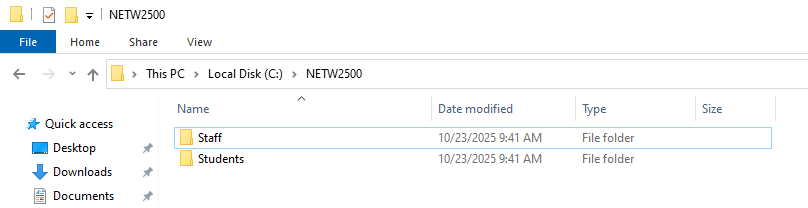 NETW2500
File Home Share View
This PC Local Disk (C:) NETW2500
Name Date modified Type Size
Quick access
Staff 10/23/2025 9:41 AM File folder
Desktop
Students 10/23/2025 9:41 AM File folder
Downloads
Documents